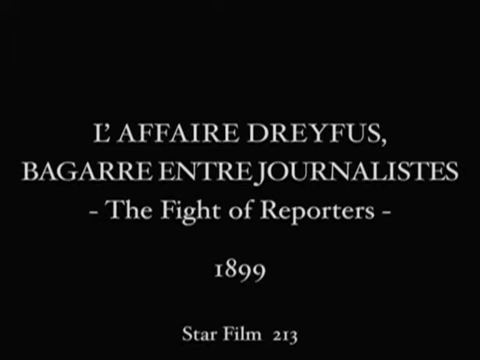 L' AFFAIRE DREYFUS,
BAGARRE ENTRE JOURNALISTES
- The Fight of Reporters -
1899
Star Film 213